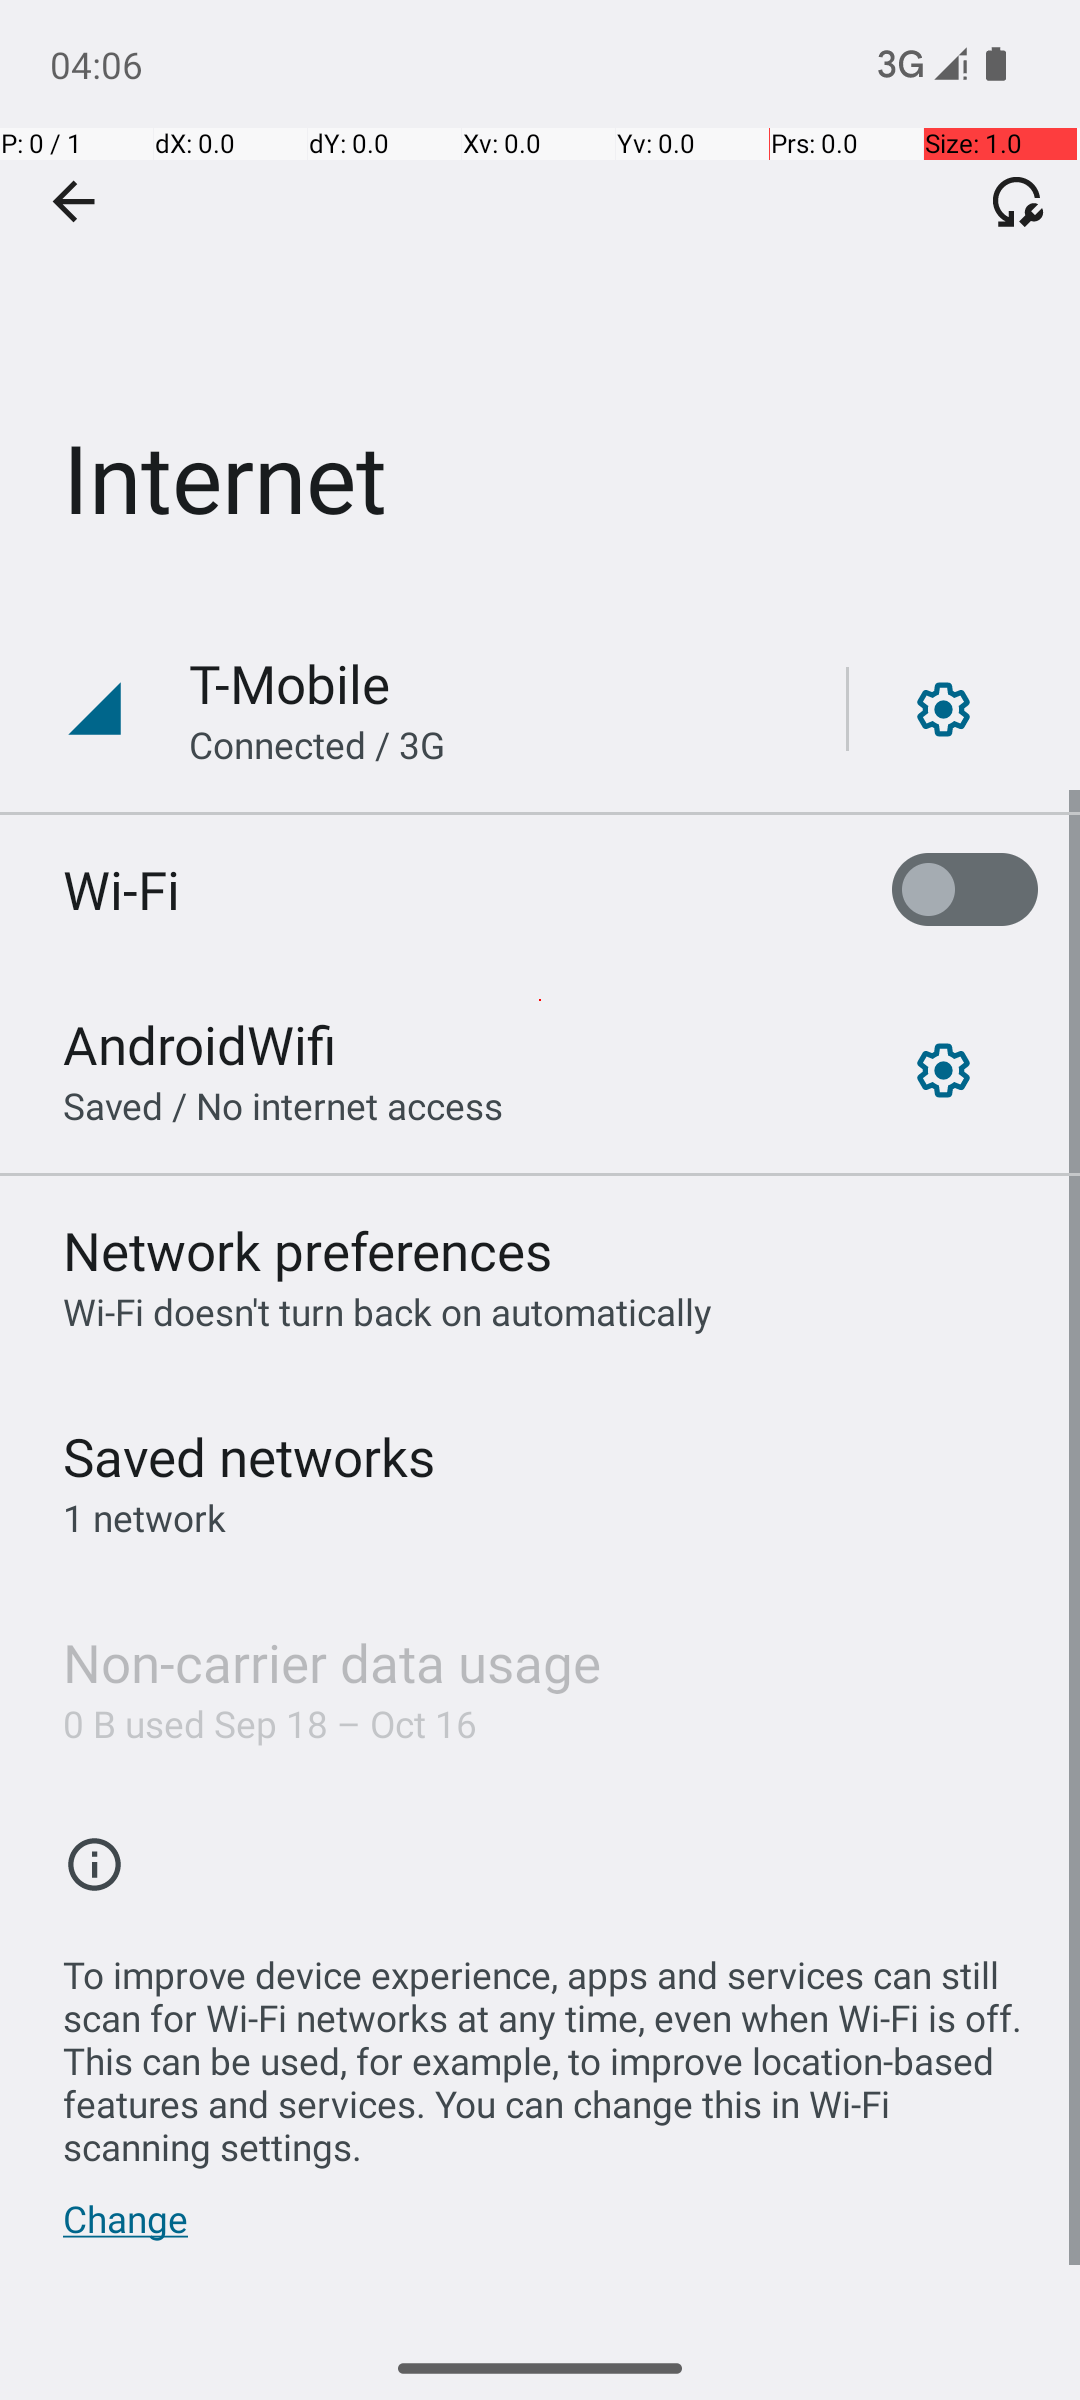 04:06
3G
P: 0 / 1 dX: 0.0 dY: 0.0 Xv: 0.0 Yv: 0.0 Prs: 0.0 Size: 1.0
Internet
T-Mobile
Connected / 3G
Wi-Fi
AndroidWifi
Saved / No internet access
Network preferences
Wi-Fi doesn't turn back on automatically
Saved networks
1 network
Non-carrier data usage
0 B used Sep 18 – Oct 16
To improve device experience, apps and services can still
scan for Wi-Fi networks at any time, even when Wi-Fi is off.
This can be used, for example, to improve location-based
features and services. You can change this in Wi-Fi
scanning settings.
Change